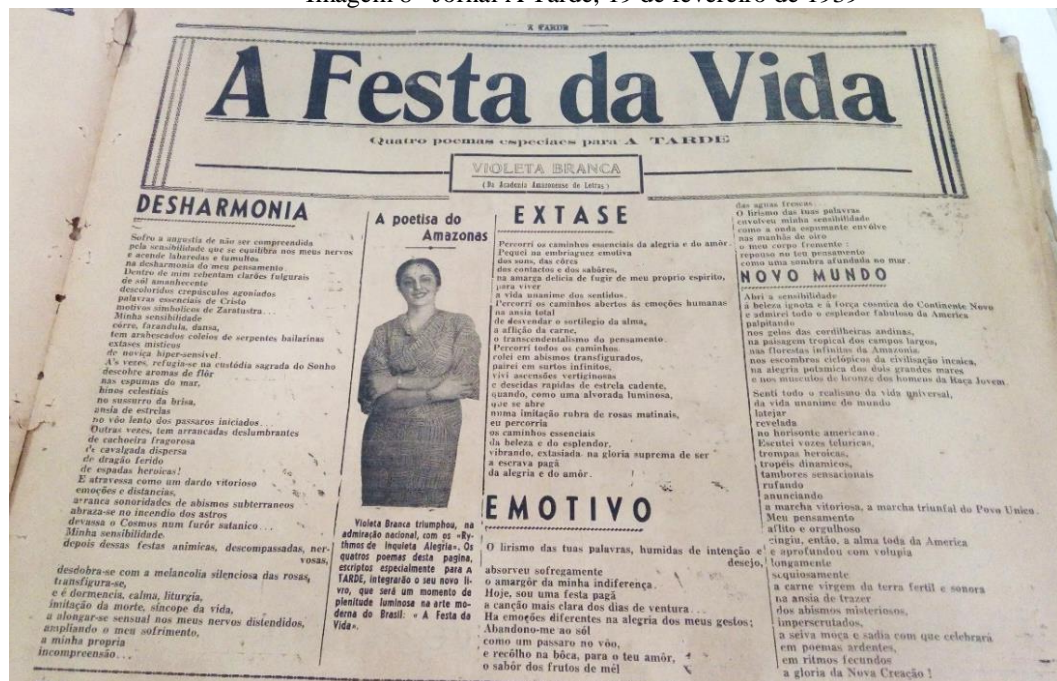 Imagem 8 - Jornal A Tarde, 19 de fevereiro de 1939
A TARDE
A Festa da Vida
Quatro poemas especiaes para A TARDE
VIOLETA BRANCA
(Da Academia Amazonense de Letras)
DESHARMONIA
Sofro a angustia de não ser compreendida
pela sensibilidade que se equilibra nos meus nervos
e acende labaredas e tumultos
na desharmonia do meu pensamento
Dentro de mim rebentam clarões fulgurais
de sól amanhecente
descoloridos crepusculos agoniados
palavras essenciais de Cristo
motivos simbolicos de Zaratustra...
Minha sensibilidade
córre, farandula, dansa,
tem arabescados coleios de serpentes bailarinas
extases misticos
de noviça hiper-sensivel.
A's veres, refugia-se na custódia sagrada do Sonho
descobre aromas de flôr
nas espumas do mar,
hinos celestiais
no sussurro da brisa,
ansia de estrelas
no vôo lento dos passaros iniciados.
Outras vezes, tem arrancadas deslumbrantes
de cachoeira fragorosa
de cavalgada dispersa
de dragão ferido
de espadas heroicas!
E atravessa como um dardo vitorioso
emoções e distancias,
arranca sonoridades de abismos subterraneos
abraza-se no incendio dos astros
devassa o Cosmos num furôr satanico...
Minha sensibilidade
depois dessas festas animicas, descompassadas, ner-
vosas,
desdobra-se com a melancolia silenciosa das rosas,
transfigura-se,
e é dormencia, calma, liturgia,
imitação da morte, síncope da vida,
a alongar-se sensual nos meus nervos distendidos,
ampliando o meu sofrimento,
a minha propria
incompreensão...
A poetisa do
Amazonas
Violeta Branca triumphou, na
admiração nacional, com os «Ry-
thmos de Inquieta Alegria». Os
quatros poemas desta pagina,
escriptos especialmente para A
TARDE, integrarão o seu novo li-
vro, que será um momento de
plenitude luminosa na arte mo-
derna do Brasil: « A Festa da
Vida».
EXTASE
Percorri os caminhos essenciais da alegria e do amôr.
Pequei na embriaguez emotiva
dos sons, das côres
dos contactos e dos sabôres,
na amarga delicia de fugir de meu proprio espirito,
para viver
a vida unanime dos sentidos.
Percorri os caminhos abertos ás emoções humanas
na ansia total
de desvendar o sortilegio da alma,
a aflição da carne,
o transcendentalismo do pensamento.
Percorri todos os caminhos.
rolei em abismos transfigurados,
pairei em surtos infinitos,
vivi ascensões vertiginosas
e descidas rapidas de estrela cadente,
quando, como uma alvorada luminosa,
que se abre
numa imitação rubra de rosas matinais,
eu percorria
os caminhos essenciais
da beleza e do esplendor,
vibrando, extasiada na gloria suprema de ser
a escrava pagã
da alegria e do amôr.
EMOTIVO
O lirismo das tuas palavras, humidas de intenção e
desejo,
absorveu sofregamente
o amargôr da minha indiferença.
Hoje, sou uma festa pagã
a canção mais clara dos dias de ventura...
Ha emoções diferentes na alegria dos meus gestos;
Abandono-me ao sól
como um passaro no vôo,
e recôlho na bôca, para o teu amôr,
o sabôr dos frutos de mél
das aguas frescas.
O lirismo das tuas palavras
envolveu minha sensibilidade
como a onda espumante envólve
nas manhãs de oiro
o meu corpo fremente:
repouso no teu pensamento
como uma sombra afundada no mar.
NOVO MUNDO
Abri a sensibilidade
á beleza ignota e á força cosmica do Continente Novo
e admirei todo o esplendor fabuloso da America
palpitando
nos gelos das cordilheiras andinas,
na paisagem tropical dos campos largos,
nas florestas infinitas da Amazonia,
nos escombros ciclópicos da civilisação incaica,
na alegria potamica dos dois grandes mares
e nos musculos de bronze dos homens da Raça Jovem.
Senti todo o realismo da vida universal,
da vida unanime do mundo
latejar
revelada
no horisonte americano.
Escutei vozes teluricas,
trompas heroicas,
tropéis dinamicos,
tambores sensacionais
rufando
anunciando
a marcha vitoriosa, a marcha triunfal do Povo Unico.
Meu pensamento
aflito e orgulhoso
cingiu, então, a alma toda da America
e aprofundou com volupia
longamente
sequiosamente
a carne virgem da terra fertil e sonora
na ansia de trazer
dos abismos misteriosos,
imperscrutados,
a seiva moça e sadia com que celebrará
em poemas ardentes,
em ritmos fecundos
a gloria da Nova Creação !